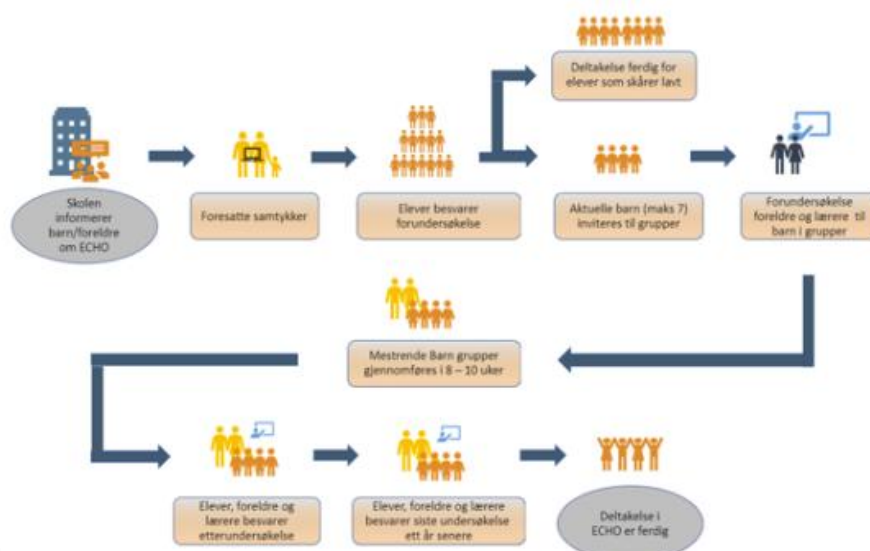 Deltakelse ferdig for
elever som skårer lavt
Skolen
informerer
barn/foreldre
om ECHO
Foresatte samtykker
Elever besvarer
forundersøkelse
Aktuelle barn (maks 7)
inviteres til grupper
Forundersøkelse
foreldre og lærere til
barn i grupper
Mestrende Barn grupper
gjennomføres i 8 – 10 uker
Elever, foreldre og
lærere besvarer
etterundersøkelse
Elever, foreldre og lærere
besvarer siste undersøkelse
ett år senere
Deltakelse i
ECHO er ferdig